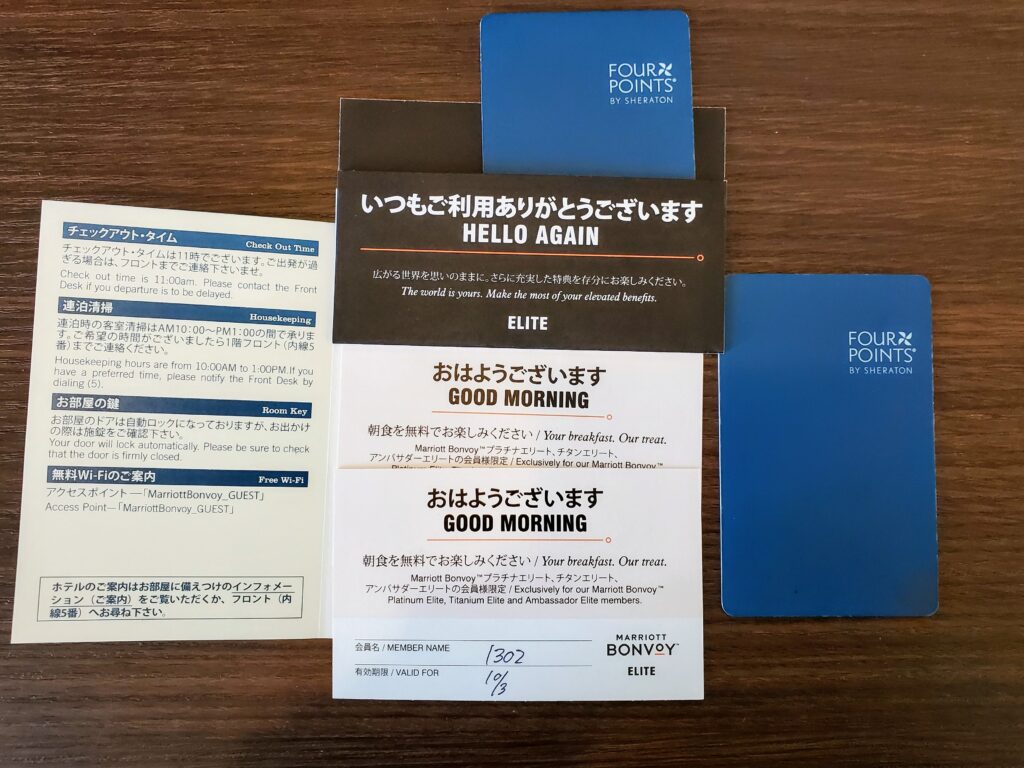 FOUR
POINTS
BY SHERATON
いつもご利用ありがとうございます
HELLO AGAIN
広がる世界を思いのままに。さらに充実した特典を存分にお楽しみください。
The world is yours. Make the most of your elevated benefits.
ELITE
チェックアウト・タイム Check Out Time
チェックアウト・タイムは11時でございます。ご出発が過
ぎる場合は、フロントまでご連絡下さいませ。
Check out time is 11:00am. Please contact the Front
Desk if you departure is to be delayed.
連泊清掃 Housekeeping
連泊時の客室清掃はAM10:00〜PM1:00の間で承りま
す。ご希望の時間がございましたら1階フロント(内線5
番)までご連絡ください。
Housekeeping hours are from 10:00AM to 1:00PM.If you
have a preferred time, please notify the Front Desk by
dialing (5).
お部屋の鍵 Room Key
お部屋のドアは自動ロックになっておりますが、お出かけ
の際は施錠をご確認下さい。
Your door will lock automatically. Please be sure to check
that the door is firmly closed.
無料Wi-Fiのご案内 Free Wi-Fi
アクセスポイント ―「MarriottBonvoy_GUEST」
Access Point―「MarriottBonvoy_GUEST」
ホテルのご案内はお部屋に備えつけのインフォメー
ション(ご案内)をご覧いただくか、フロント(内
線5番)へお尋ね下さい。
おはようございます
GOOD MORNING
朝食を無料でお楽しみください / Your breakfast. Our treat.
Marriott Bonvoy™プラチナエリート、チタンエリート、
アンバサダーエリートの会員様限定 / Exclusively for our Marriott Bonvoy™
おはようございます
GOOD MORNING
朝食を無料でお楽しみください / Your breakfast. Our treat.
Marriott Bonvoy™プラチナエリート、チタンエリート、
アンバサダーエリートの会員様限定 / Exclusively for our Marriott Bonvoy™
Platinum Elite, Titanium Elite and Ambassador Elite members.
会員名 / MEMBER NAME 1302
有効期限 / VALID FOR 10/3
MARRIOTT
BONVOY™
ELITE
FOUR
POINTS
BY SHERATON